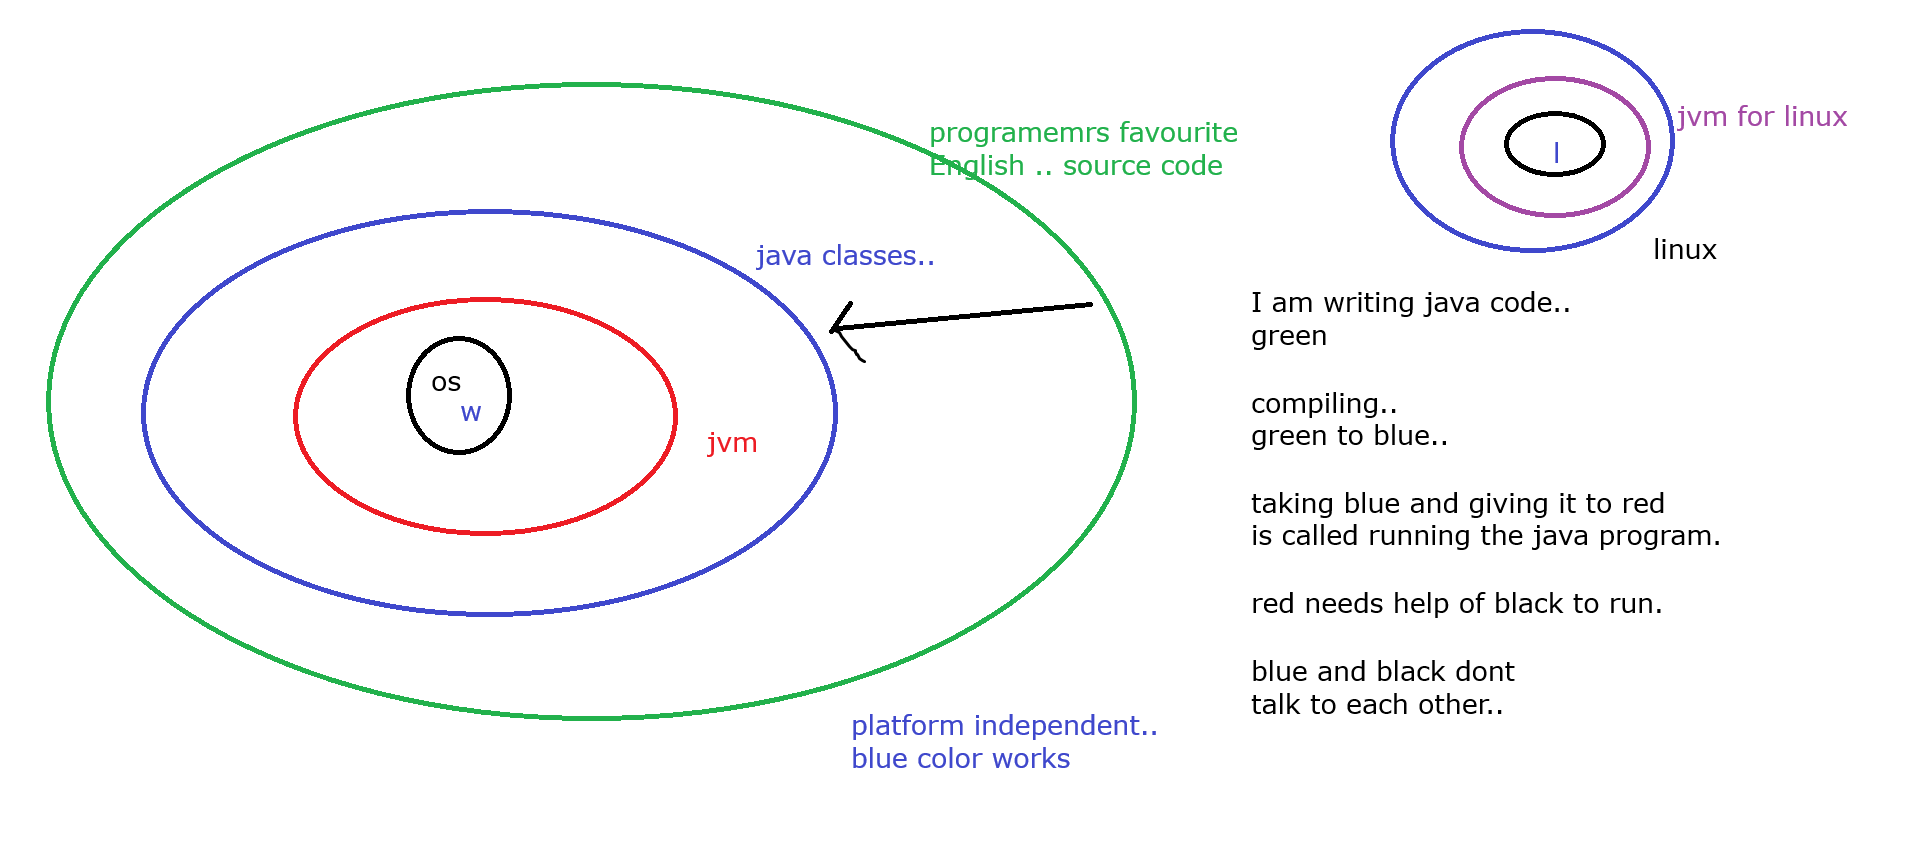 programemrs favourite
English .. source code
java classes..
os
w
jvm
platform independent..
blue color works
jvm for linux
l
linux
I am writing java code..
green
compiling..
green to blue..
taking blue and giving it to red
is called running the java program.
red needs help of black to run.
blue and black dont
talk to each other..